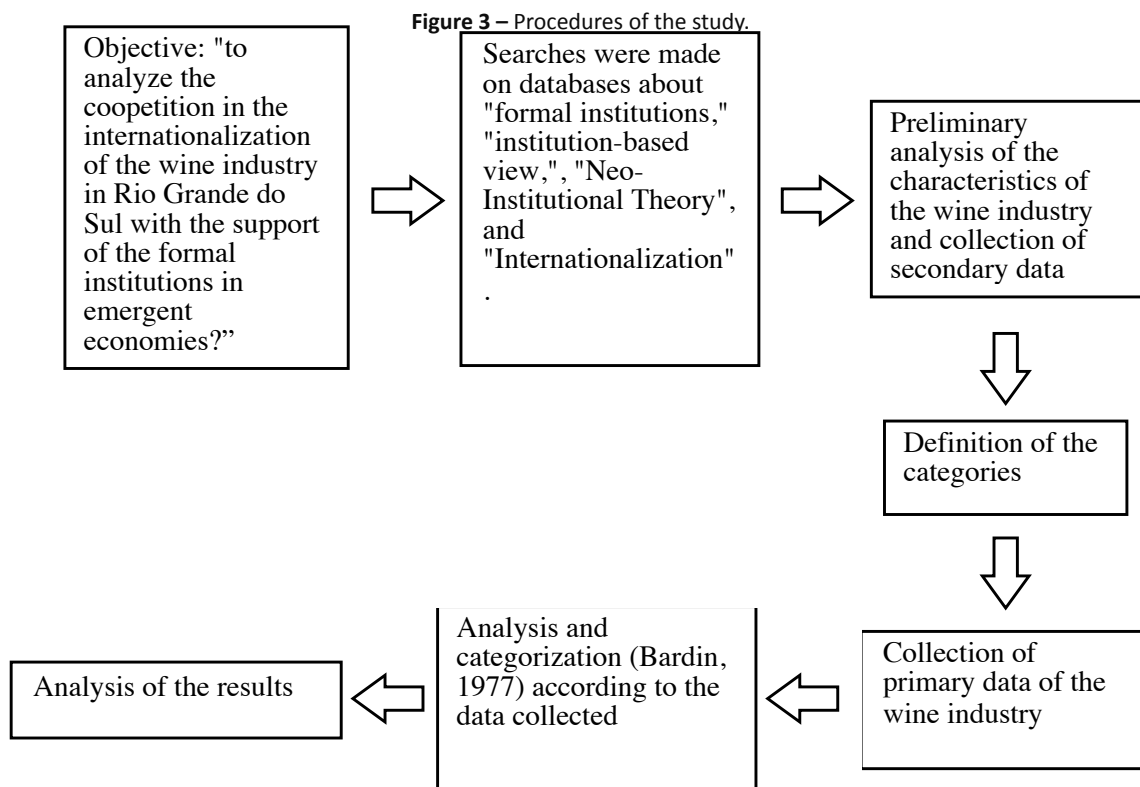 Figure 3 – Procedures of the study.
Objective: "to
analyze the
coopetition in the
internationalization
of the wine industry
in Rio Grande do
Sul with the support
of the formal
institutions in
emergent
economies?”
Searches were made
on databases about
"formal institutions,"
"institution-based
view,", "Neo-
Institutional Theory",
and
"Internationalization"
.
Preliminary
analysis of the
characteristics of
the wine industry
and collection of
secondary data
Definition of the
categories
Collection of
primary data of the
wine industry
Analysis and
categorization (Bardin,
1977) according to the
data collected
Analysis of the results